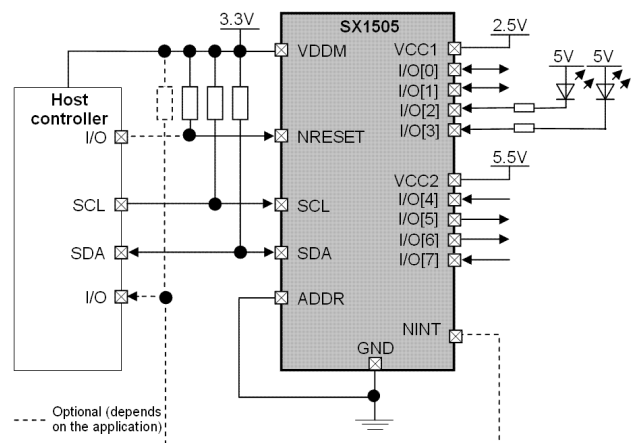 3.3V
SX1505
2.5V
VDDM
VCC1
I/O[0]
I/O[1]
I/O[2]
I/O[3]
5V
5V
Host
controller
I/O
NRESET
5.5V
VCC2
SCL
SCL
I/O[4]
I/O[5]
I/O[6]
I/O[7]
SDA
SDA
I/O
ADDR
NINT
GND
Optional (depends
on the application)